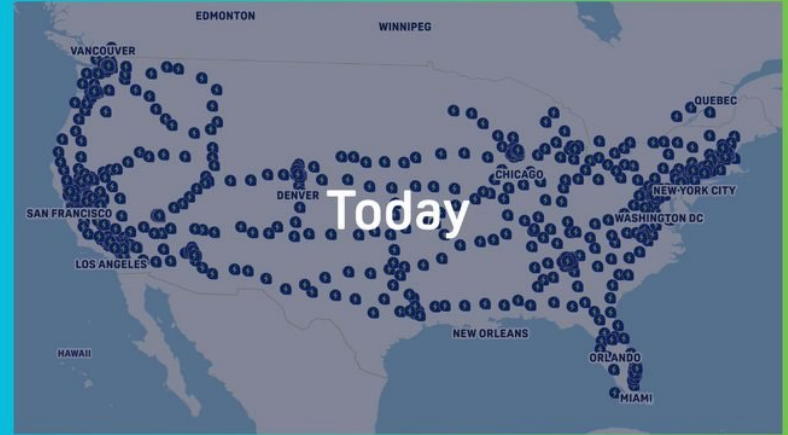 EDMONTON
WINNIPEG
VANCOUVER
QUEBEC
CHICAGO
DENVER
NEW YORK CITY
Today
SAN FRANCISCO
WASHINGTON DC
LOS ANGELES
NEW ORLEANS
HAWAII
ORLANDO
MIAMI